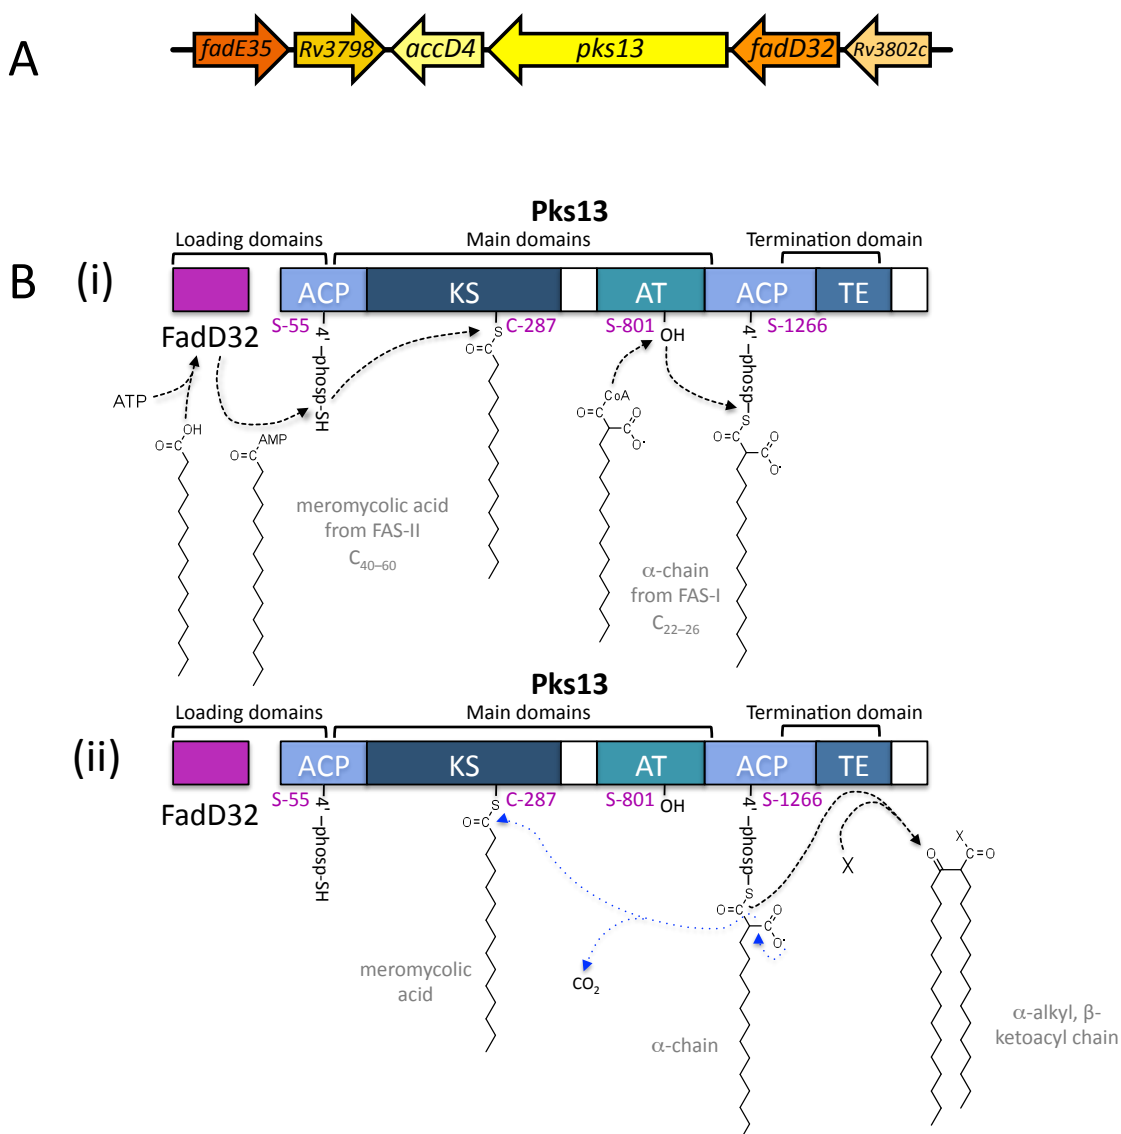 A
fadE35 Rv3798 accD4 pks13 fadD32 Rv3802c
Pks13
Loading domains Main domains Termination domain
B (i)
ACP KS AT ACP TE
S-55 C-287 S-801 S-1266
FadD32
4' –phosp-SH
S
O=C
OH
4' –phosp–S
ATP
OH
O=C
AMP
O=C
CoA
O=C
C
O
O·
O=C
C
O
O·
meromycolic acid
from FAS-II
C40–60
α-chain
from FAS-I
C22–26
Pks13
Loading domains Main domains Termination domain
(ii)
ACP KS AT ACP TE
S-55 C-287 S-801 S-1266
FadD32
4' –phosp-SH
S
O=C
OH
4' –phosp–S
O=C
C
O
O·
X
X
O
C=O
CO2
meromycolic
acid
α-chain
α-alkyl, β-
ketoacyl chain